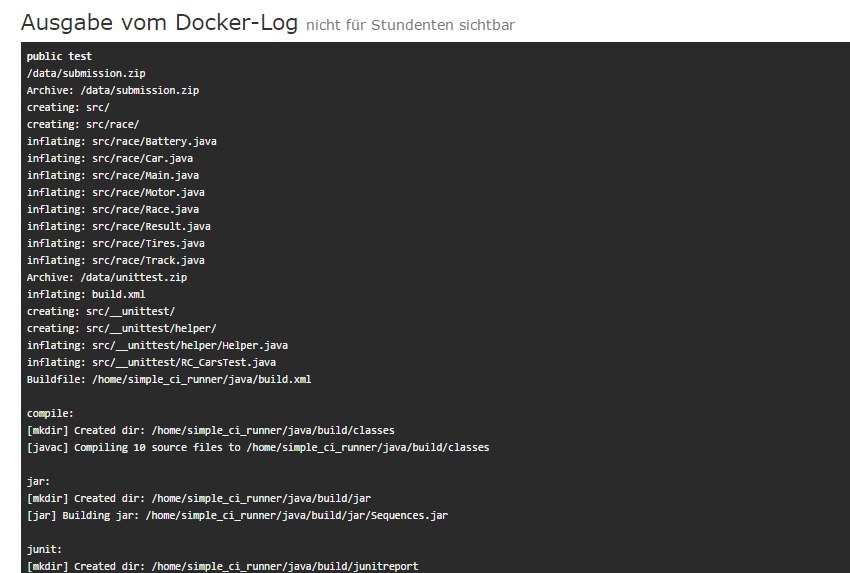 Ausgabe vom Docker-Log nicht für Stundenten sichtbar
public test
/data/submission.zip
Archive: /data/submission.zip
creating: src/
creating: src/race/
inflating: src/race/Battery.java
inflating: src/race/Car.java
inflating: src/race/Main.java
inflating: src/race/Motor.java
inflating: src/race/Race.java
inflating: src/race/Result.java
inflating: src/race/Tires.java
inflating: src/race/Track.java
Archive: /data/unittest.zip
inflating: build.xml
creating: src/__unittest/
creating: src/__unittest/helper/
inflating: src/__unittest/helper/Helper.java
inflating: src/__unittest/RC_CarsTest.java
Buildfile: /home/simple_ci_runner/java/build.xml
compile:
[mkdir] Created dir: /home/simple_ci_runner/java/build/classes
[javac] Compiling 10 source files to /home/simple_ci_runner/java/build/classes
jar:
[mkdir] Created dir: /home/simple_ci_runner/java/build/jar
[jar] Building jar: /home/simple_ci_runner/java/build/jar/Sequences.jar
junit:
[mkdir] Created dir: /home/simple_ci_runner/java/build/junitreport